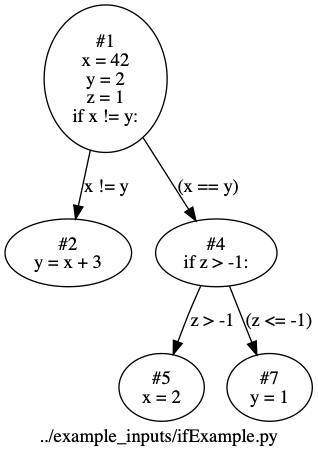 #1
x = 42
y = 2
z = 1
if x != y:
x != y
(x == y)
#2
y = x + 3
#4
if z > -1:
z > -1
(z <= -1)
#5
x = 2
#7
y = 1
../example_inputs/ifExample.py